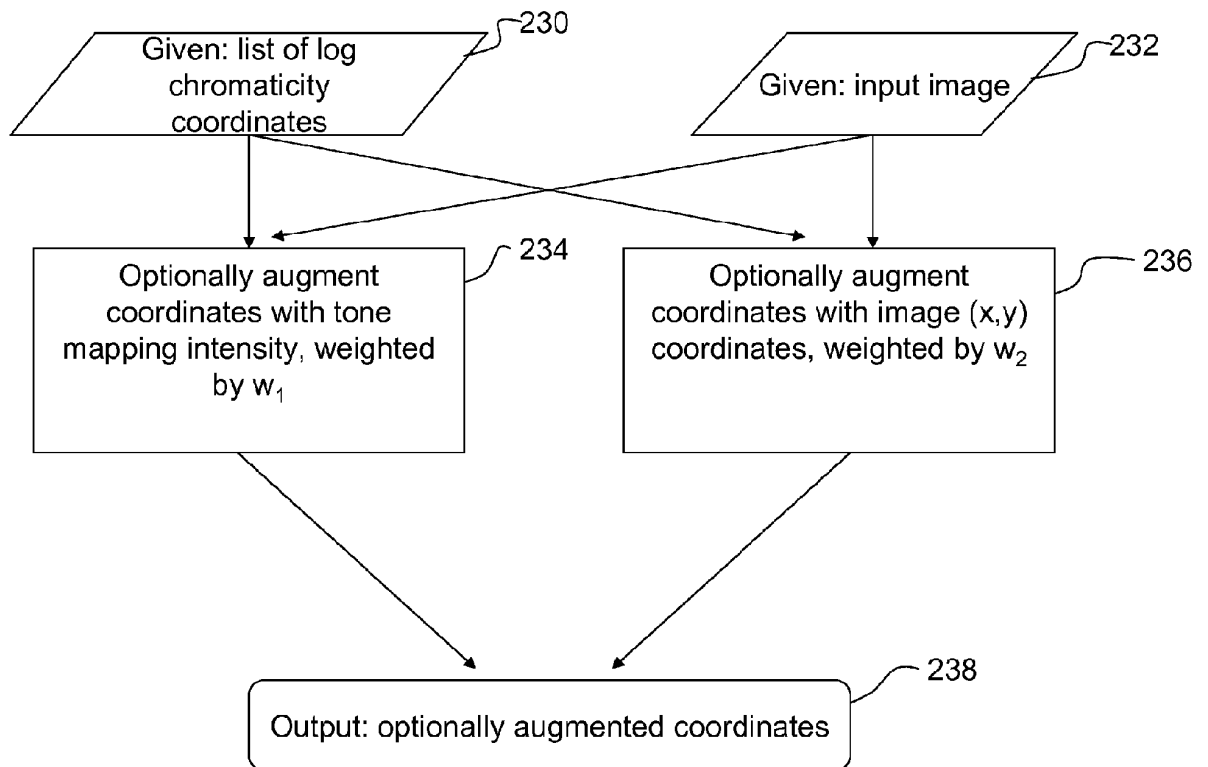 230
Given: list of log
chromaticity
coordinates
232
Given: input image
234
Optionally augment
coordinates with tone
mapping intensity, weighted
by w₁
236
Optionally augment
coordinates with image (x,y)
coordinates, weighted by w₂
238
Output: optionally augmented coordinates